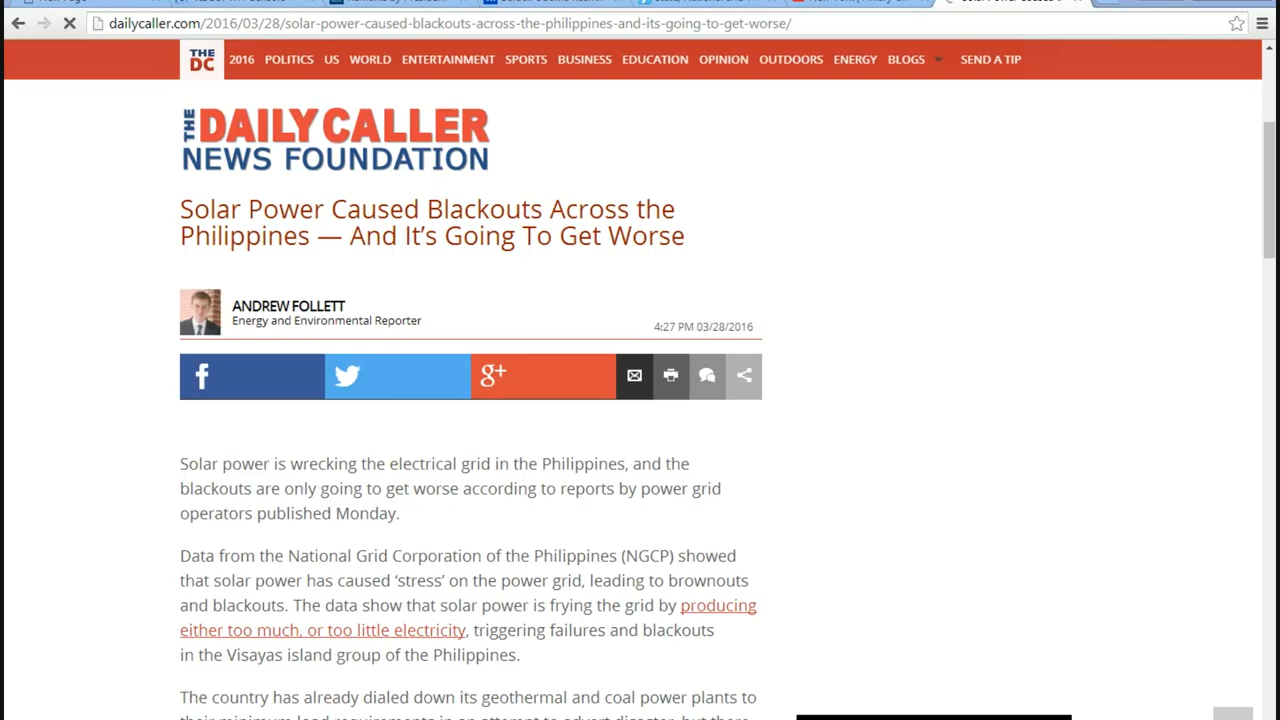 dailycaller.com/2016/03/28/solar-power-caused-blackouts-across-the-philippines-and-its-going-to-get-worse/
THE DC 2016 POLITICS US WORLD ENTERTAINMENT SPORTS BUSINESS EDUCATION OPINION OUTDOORS ENERGY BLOGS SEND A TIP
THE DAILY CALLER
NEWS FOUNDATION
Solar Power Caused Blackouts Across the
Philippines — And It's Going To Get Worse
ANDREW FOLLETT
Energy and Environmental Reporter
4:27 PM 03/28/2016
Solar power is wrecking the electrical grid in the Philippines, and the
blackouts are only going to get worse according to reports by power grid
operators published Monday.
Data from the National Grid Corporation of the Philippines (NGCP) showed
that solar power has caused ‘stress’ on the power grid, leading to brownouts
and blackouts. The data show that solar power is frying the grid by producing
either too much, or too little electricity, triggering failures and blackouts
in the Visayas island group of the Philippines.
The country has already dialed down its geothermal and coal power plants to